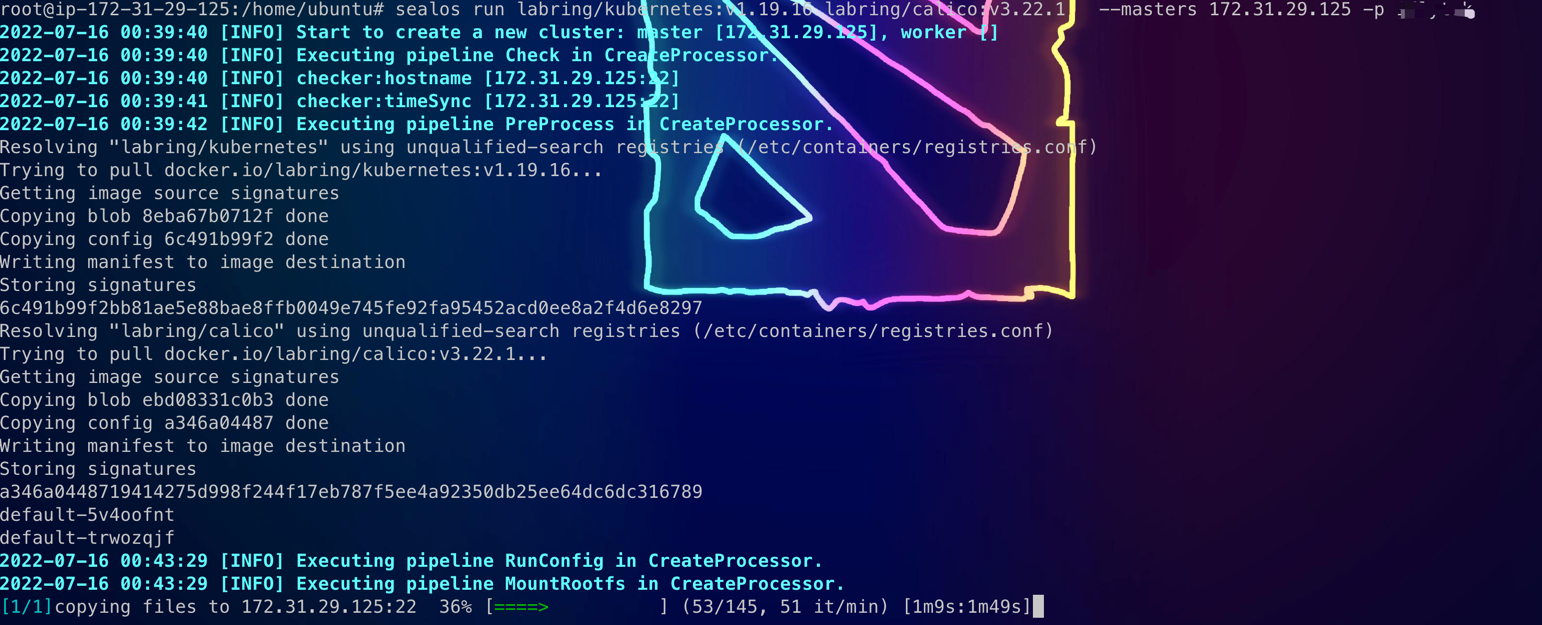 root@ip-172-31-29-125:/home/ubuntu# sealos run labring/kubernetes:v1.19.16 labring/calico:v3.22.1   --masters 172.31.29.125 -p
2022-07-16 00:39:40 [INFO] Start to create a new cluster: master [172.31.29.125], worker []
2022-07-16 00:39:40 [INFO] Executing pipeline Check in CreateProcessor.
2022-07-16 00:39:40 [INFO] checker:hostname [172.31.29.125:22]
2022-07-16 00:39:41 [INFO] checker:timeSync [172.31.29.125:22]
2022-07-16 00:39:42 [INFO] Executing pipeline PreProcess in CreateProcessor.
Resolving "labring/kubernetes" using unqualified-search registries (/etc/containers/registries.conf)
Trying to pull docker.io/labring/kubernetes:v1.19.16...
Getting image source signatures
Copying blob 8eba67b0712f done
Copying config 6c491b99f2 done
Writing manifest to image destination
Storing signatures
6c491b99f2bb81ae5e88bae8ffb0049e745fe92fa95452acd0ee8a2f4d6e8297
Resolving "labring/calico" using unqualified-search registries (/etc/containers/registries.conf)
Trying to pull docker.io/labring/calico:v3.22.1...
Getting image source signatures
Copying blob ebd08331c0b3 done
Copying config a346a04487 done
Writing manifest to image destination
Storing signatures
a346a0448719414275d998f244f17eb787f5ee4a92350db25ee64dc6dc316789
default-5v4oofnt
default-trwozqjf
2022-07-16 00:43:29 [INFO] Executing pipeline RunConfig in CreateProcessor.
2022-07-16 00:43:29 [INFO] Executing pipeline MountRootfs in CreateProcessor.
[1/1]copying files to 172.31.29.125:22  36% [====>          ] (53/145, 51 it/min) [1m9s:1m49s]